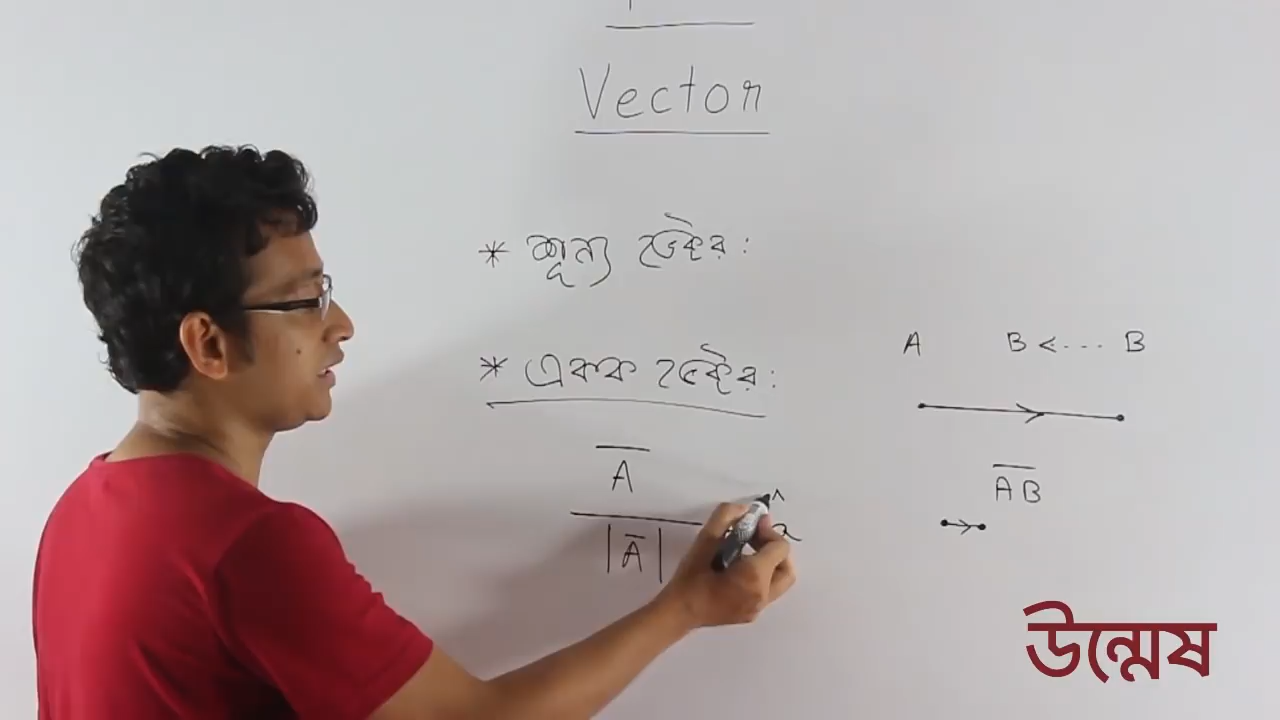 Vector
* শূন্য ভেক্টর :
* একক ভেক্টর :
A B <···· B
A
|A|
^
a
AB
উন্মেষ